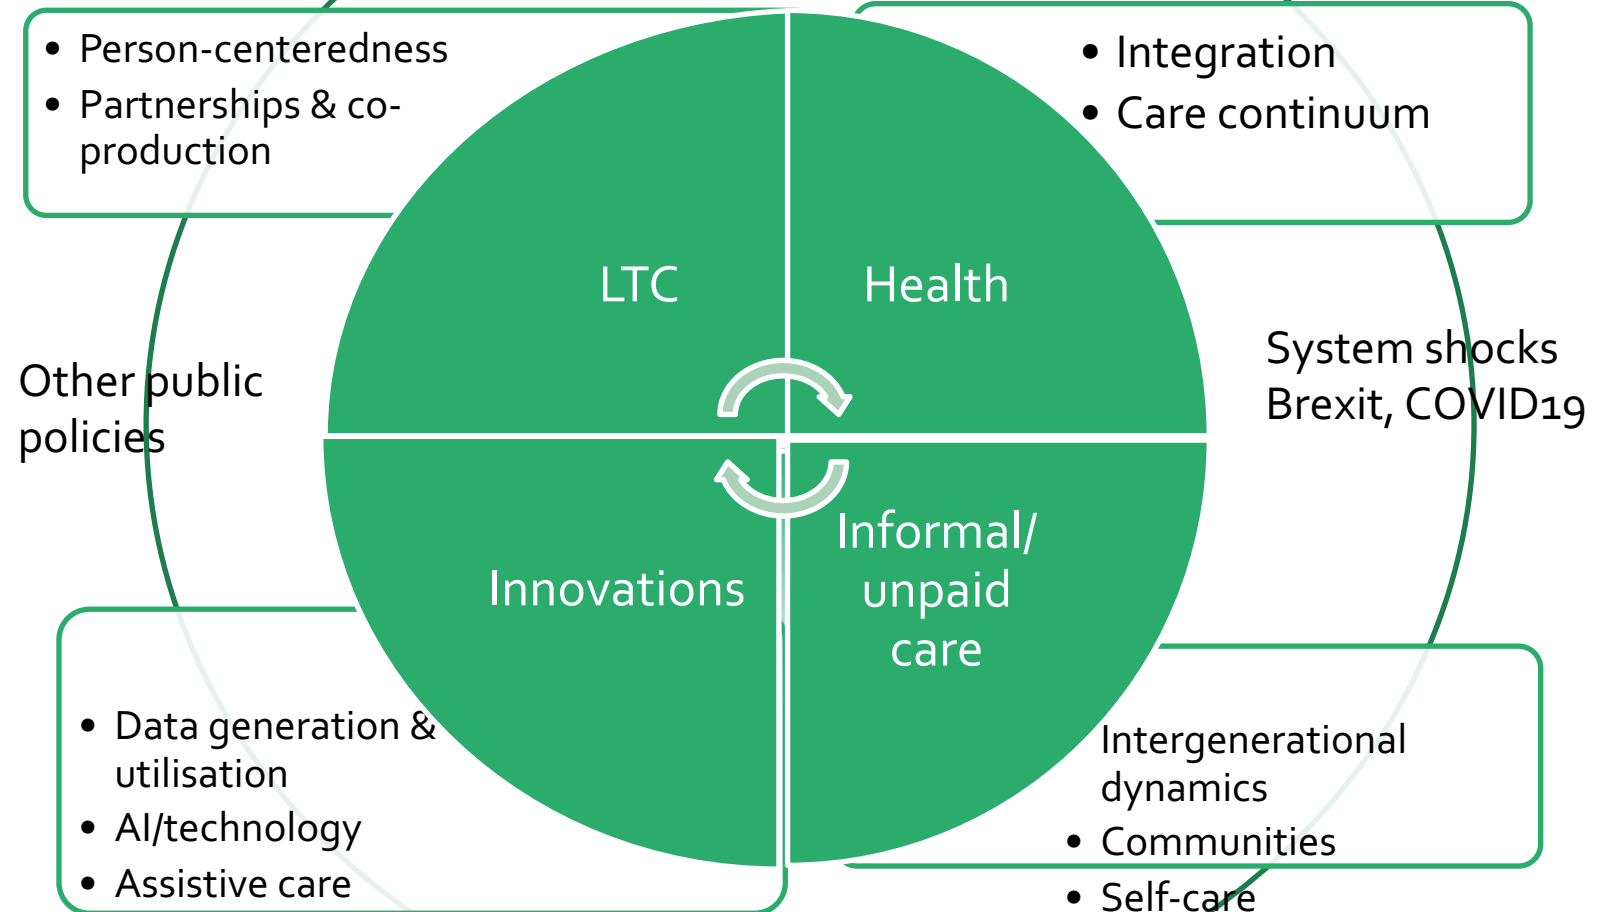 • Person-centeredness
• Partnerships & co-
production
• Integration
• Care continuum
LTC
Health
Other public
policies
System shocks
Brexit, COVID19
Innovations
Informal/
unpaid
care
• Data generation &
utilisation
• AI/technology
• Assistive care
Intergenerational
dynamics
• Communities
• Self-care